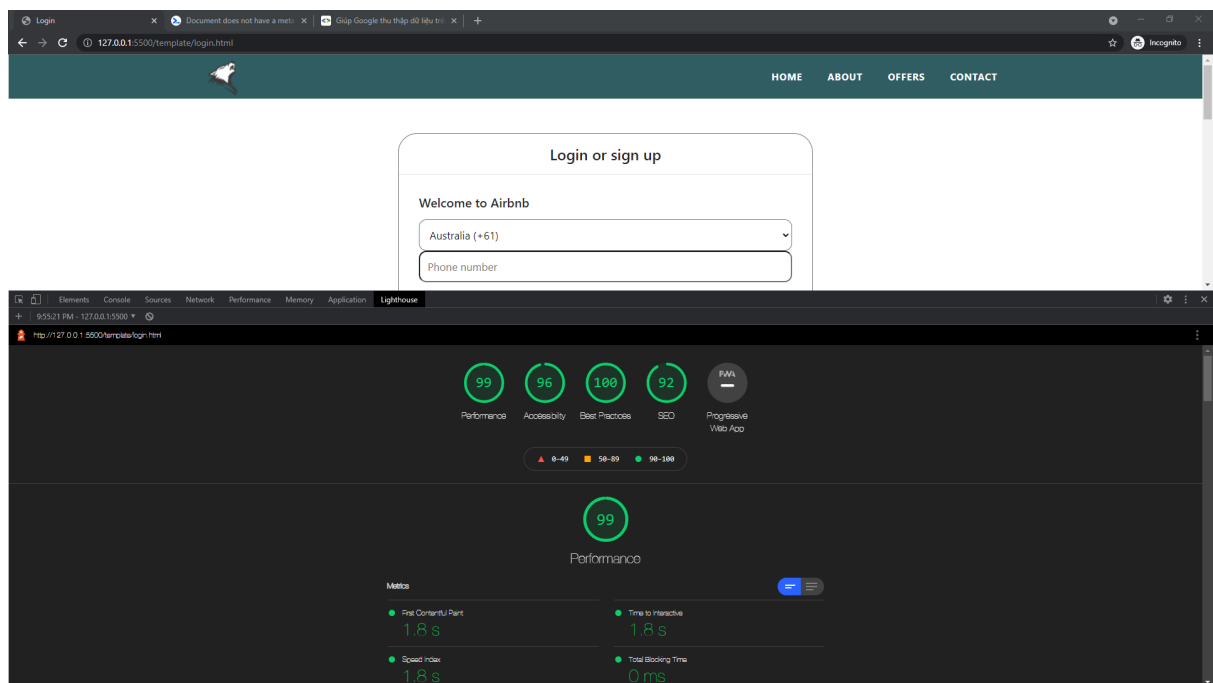 Login
Document does not have a meta
Giúp Google thu thập dữ liệu trê
127.0.0.1:5500/template/login.html
Incognito
HOME ABOUT OFFERS CONTACT
Login or sign up
Welcome to Airbnb
Australia (+61)
Phone number
Elements Console Sources Network Performance Memory Application Lighthouse
9:55:21 PM - 127.0.0.1:5500
http://127.0.0.1:5500/template/login.html
99 96 100 92 PWA
Performance Accessibility Best Practices SEO Progressive
Web App
0-49 50-89 90-100
99
Performance
Metrics
First Contentful Paint Time to Interactive
1.8 s 1.8 s
Speed Index Total Blocking Time
1.8 s 0 ms